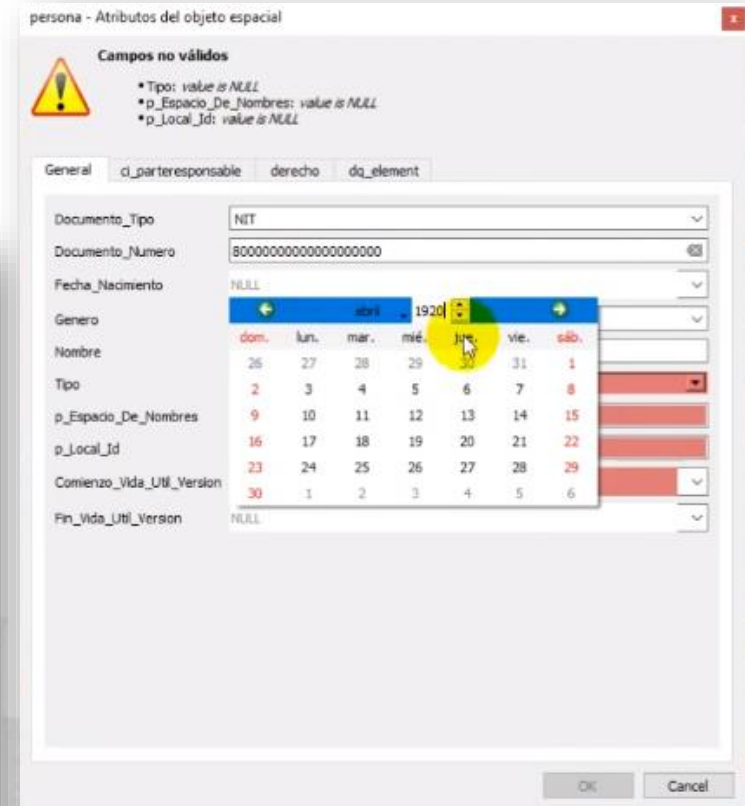 persona - Atributos del objeto espacial
x
Campos no válidos
• Tipo: value is NULL
• p_Espacio_De_Nombres: value is NULL
• p_Local_Id: value is NULL
General ci_parteresponsable derecho dq_element
Documento_Tipo NIT
Documento_Numero 80000000000000000000
Fecha_Nacimiento NULL
abril 1920
Genero
dom. lun. mar. mié. jue. vie. sáb.
Nombre
26 27 28 29 30 31 1
Tipo
2 3 4 5 6 7 8
p_Espacio_De_Nombres
9 10 11 12 13 14 15
p_Local_Id
16 17 18 19 20 21 22
Comienzo_Vida_Util_Version
23 24 25 26 27 28 29
30 1 2 3 4 5 6
Fin_Vida_Util_Version NULL
OK Cancel